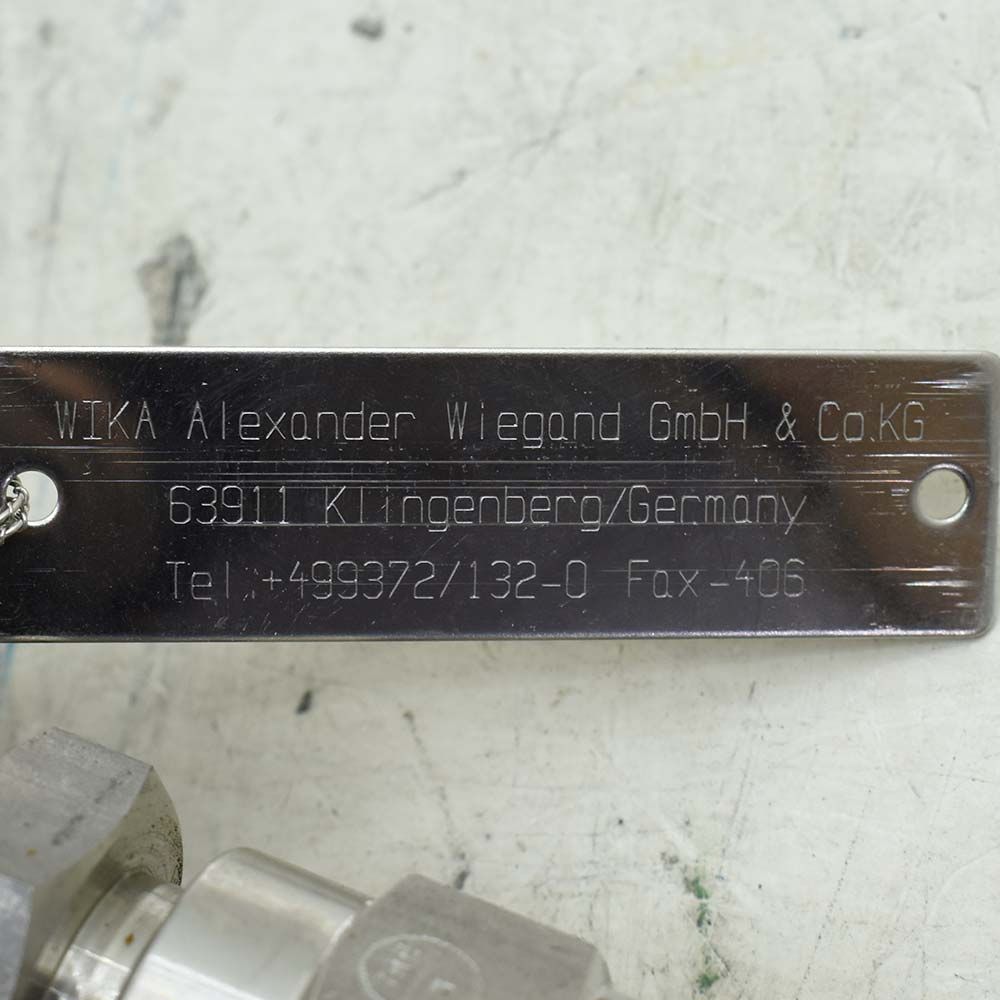 WIKA Alexander Wiegand GmbH & Co.KG
63911 Klingenberg/Germany
Tel.:+499372/132-0 Fax-406